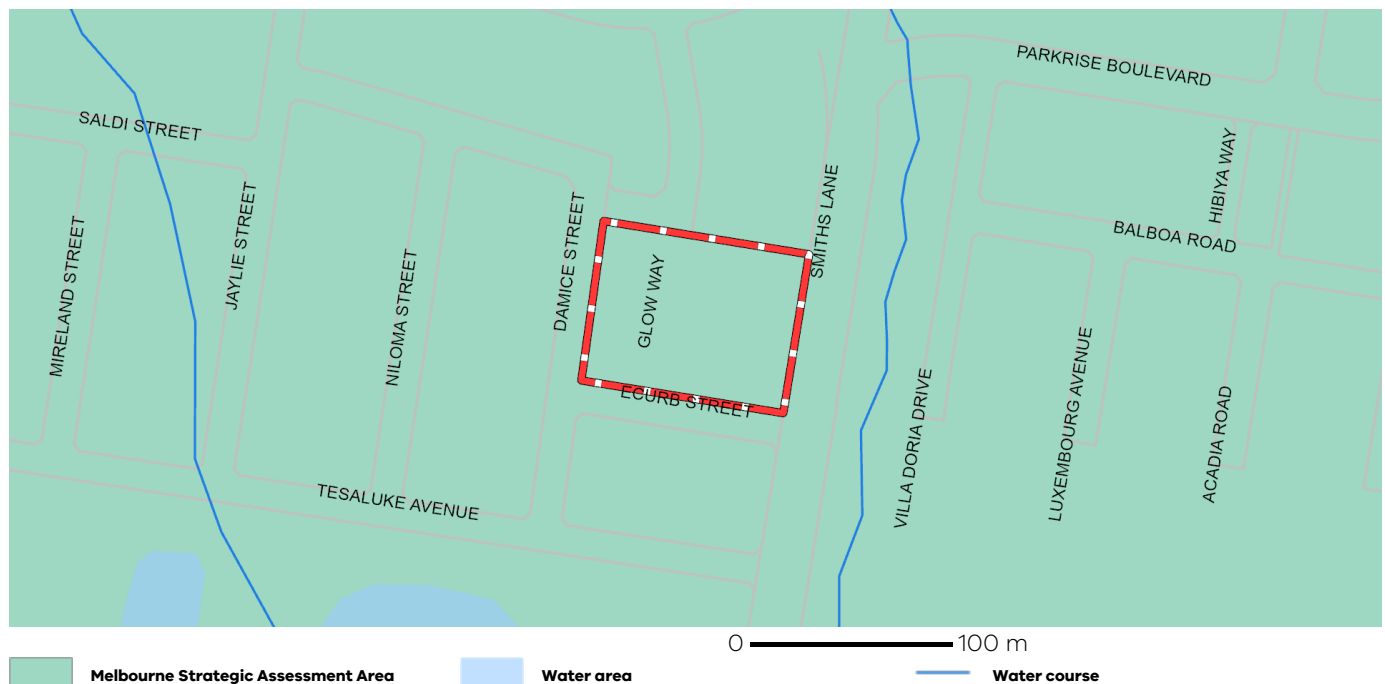 PARKRISE BOULEVARD
SALDI STREET
HIBIYA WAY
SMITHS LANE
JAYLIE STREET
DAMICE STREET
MIRELAND STREET
BALBOA ROAD
NILOMA STREET
GLOW WAY
LUXEMBOURG AVENUE
VILLA DORIA DRIVE
ACADIA ROAD
ECURB STREET
TESALUKE AVENUE
0 100 m
Melbourne Strategic Assessment Area Water area Water course